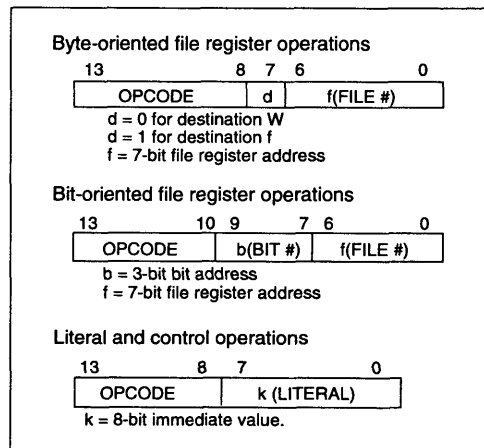 Byte-oriented file register operations
13 8 7 6 0
OPCODE d f(FILE #)
d = 0 for destination W
d = 1 for destination f
f = 7-bit file register address
Bit-oriented file register operations
13 10 9 7 6 0
OPCODE b(BIT #) f(FILE #)
b = 3-bit bit address
f = 7-bit file register address
Literal and control operations
13 8 7 0
OPCODE k (LITERAL)
k = 8-bit immediate value.